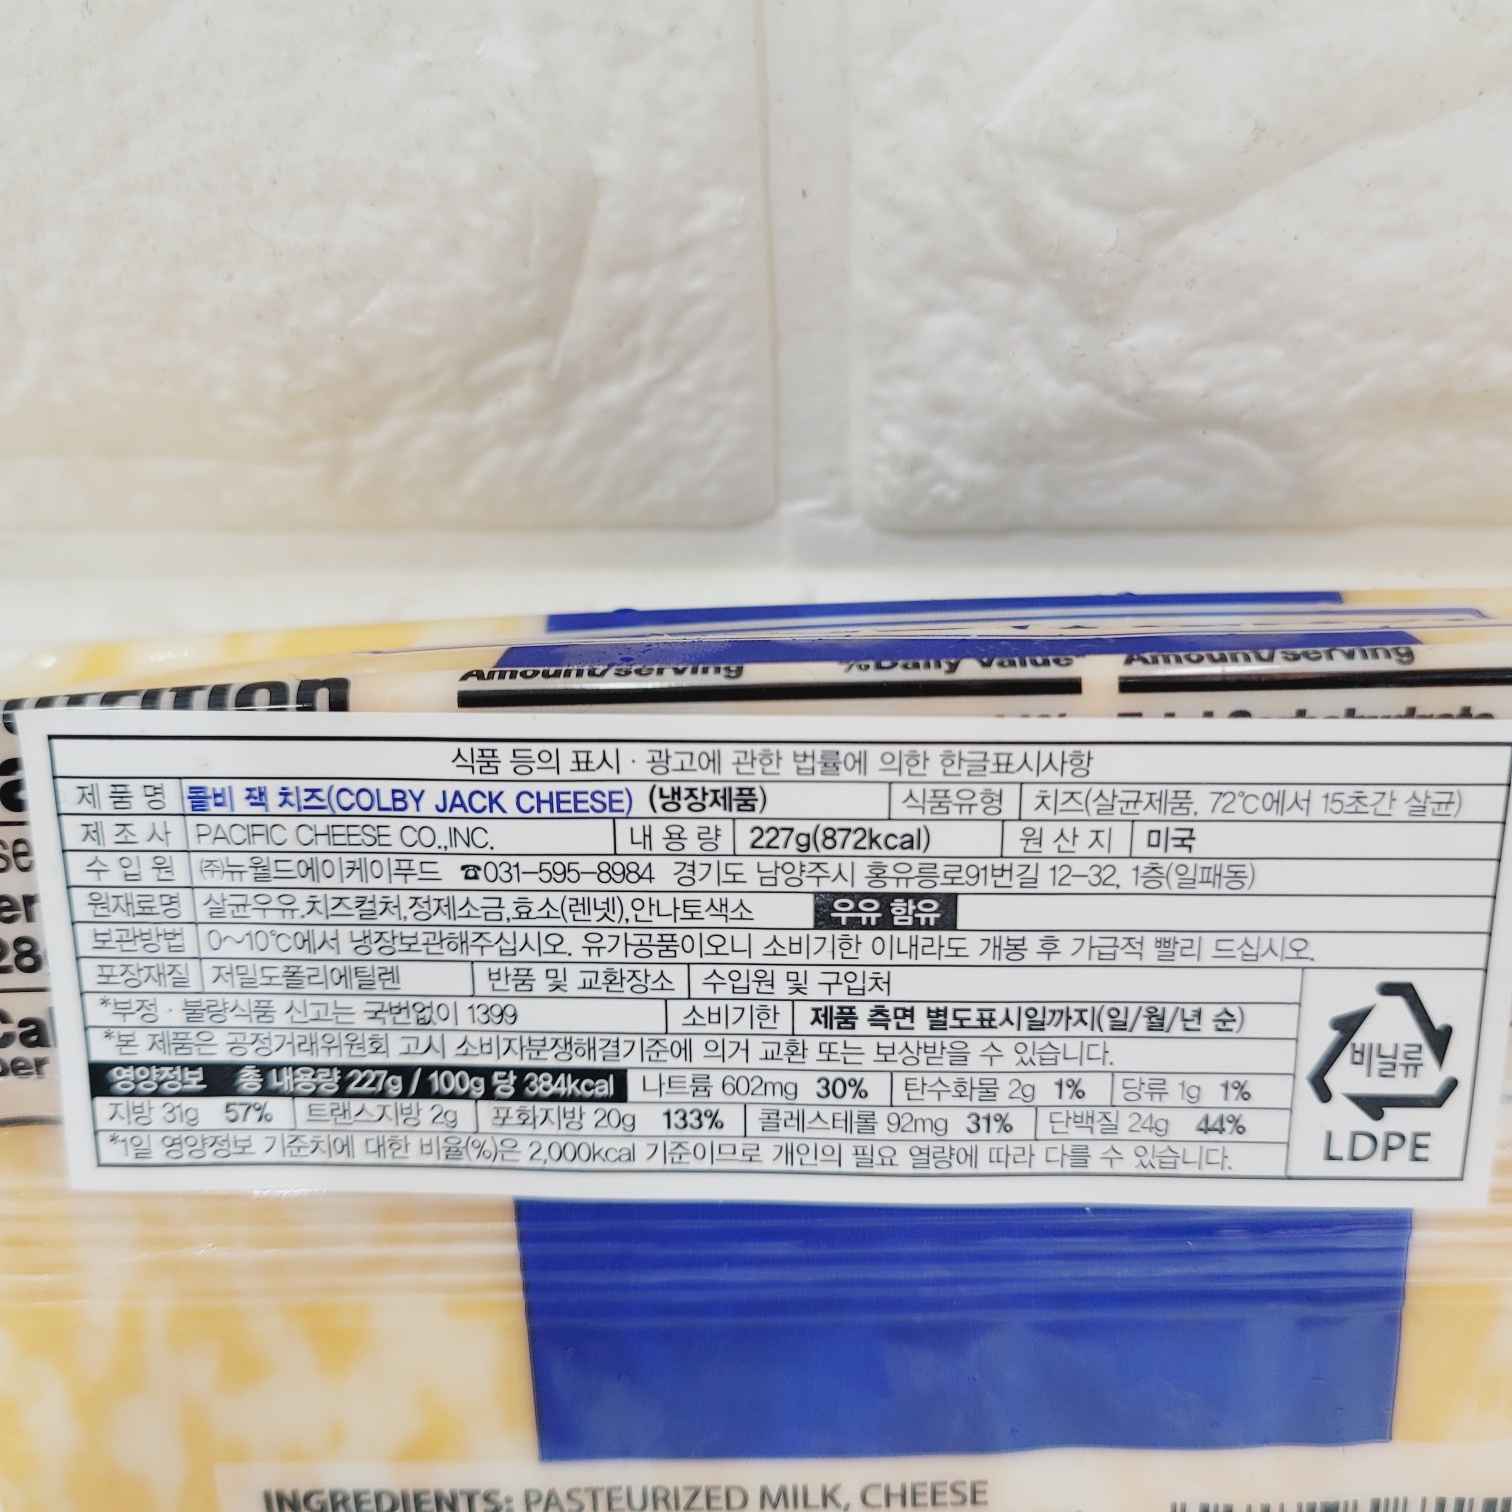 Amount/serving %Daily Value* Amount/serving
식품 등의 표시·광고에 관한 법률에 의한 한글표시사항
제품명 콜비 잭 치즈(COLBY JACK CHEESE) (냉장제품) 식품유형 치즈(살균제품, 72℃에서 15초간 살균)
제조사 PACIFIC CHEESE CO.,INC. 내용량 227g(872kcal) 원산지 미국
수입원 ㈜뉴월드에이케이푸드 ☎031-595-8984 경기도 남양주시 홍유릉로91번길 12-32, 1층(일패동)
원재료명 살균우유,치즈컬처,정제소금,효소(렌넷),안나토색소 우유 함유
보관방법 0~10℃에서 냉장보관해주십시오. 유가공품이오니 소비기한 이내라도 개봉 후 가급적 빨리 드십시오.
포장재질 저밀도폴리에틸렌 반품 및 교환장소 수입원 및 구입처
*부정·불량식품 신고는 국번없이 1399 소비기한 제품 측면 별도표시일까지(일/월/년 순)
*본 제품은 공정거래위원회 고시 소비자분쟁해결기준에 의거 교환 또는 보상받을 수 있습니다.
영양정보 총 내용량 227g / 100g 당 384kcal 나트륨 602mg 30% 탄수화물 2g 1% 당류 1g 1%
지방 31g 57% 트랜스지방 2g 포화지방 20g 133% 콜레스테롤 92mg 31% 단백질 24g 44%
*1일 영양정보 기준치에 대한 비율(%)은 2,000kcal 기준이므로 개인의 필요 열량에 따라 다를 수 있습니다.
비닐류
LDPE
INGREDIENTS: PASTEURIZED MILK, CHEESE